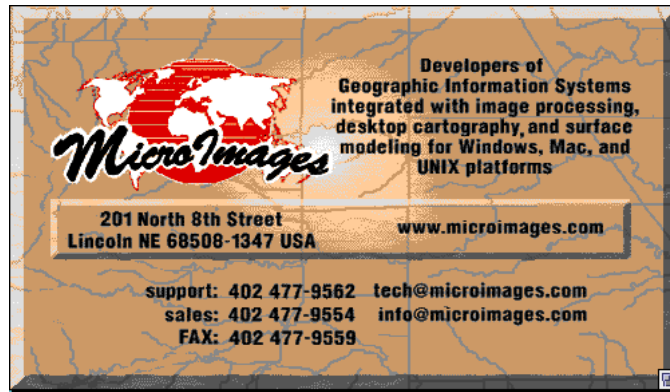 MicroImages
Developers of
Geographic Information Systems
integrated with image processing,
desktop cartography, and surface
modeling for Windows, Mac, and
UNIX platforms
201 North 8th Street
Lincoln NE 68508-1347 USA
www.microimages.com
support: 402 477-9562 tech@microimages.com
sales: 402 477-9554 info@microimages.com
FAX: 402 477-9559